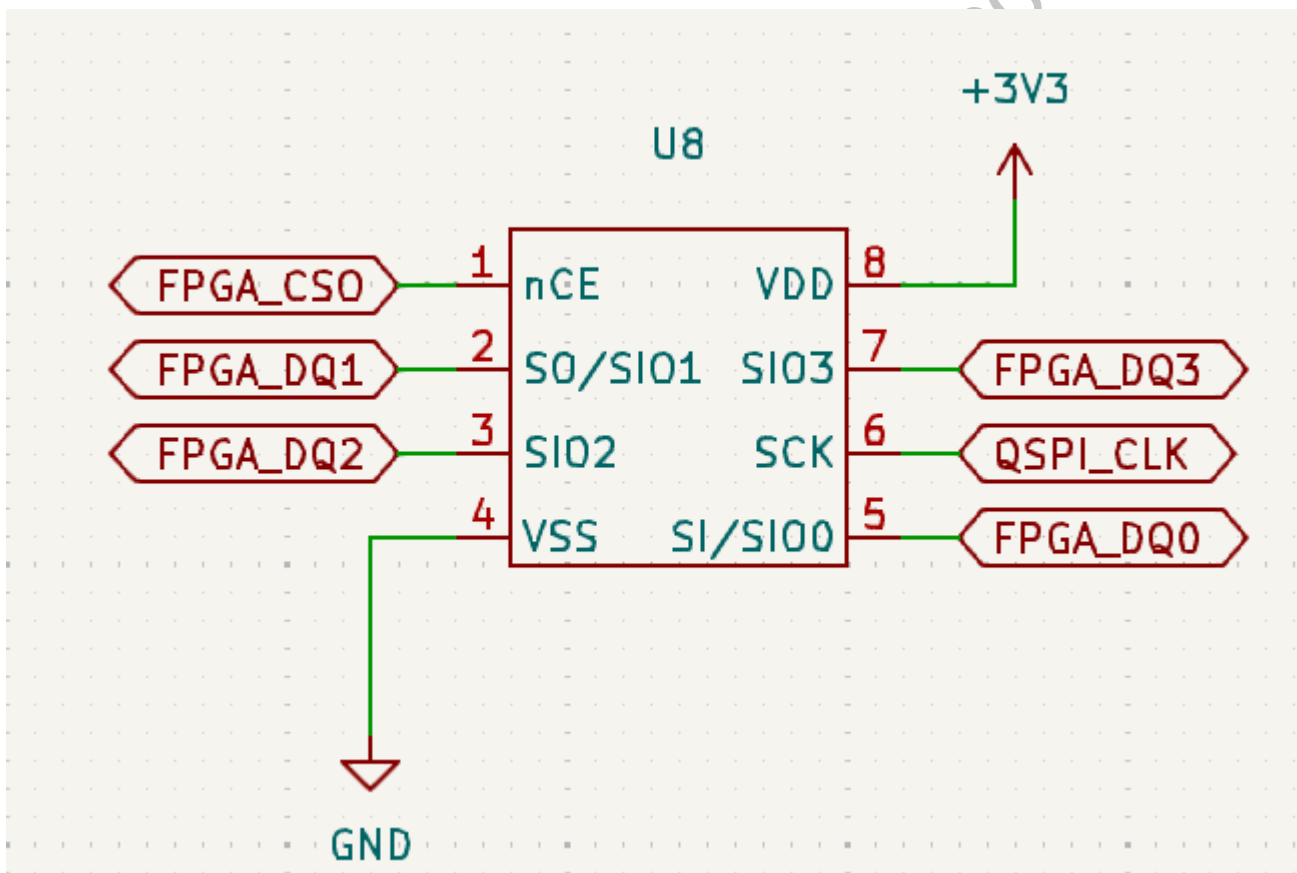 +3V3
U8
FPGA_CSO 1 nCE VDD 8
FPGA_DQ1 2 SO/SIO1 SIO3 7 FPGA_DQ3
FPGA_DQ2 3 SIO2 SCK 6 QSPI_CLK
4 VSS SI/SIO0 5 FPGA_DQ0
GND